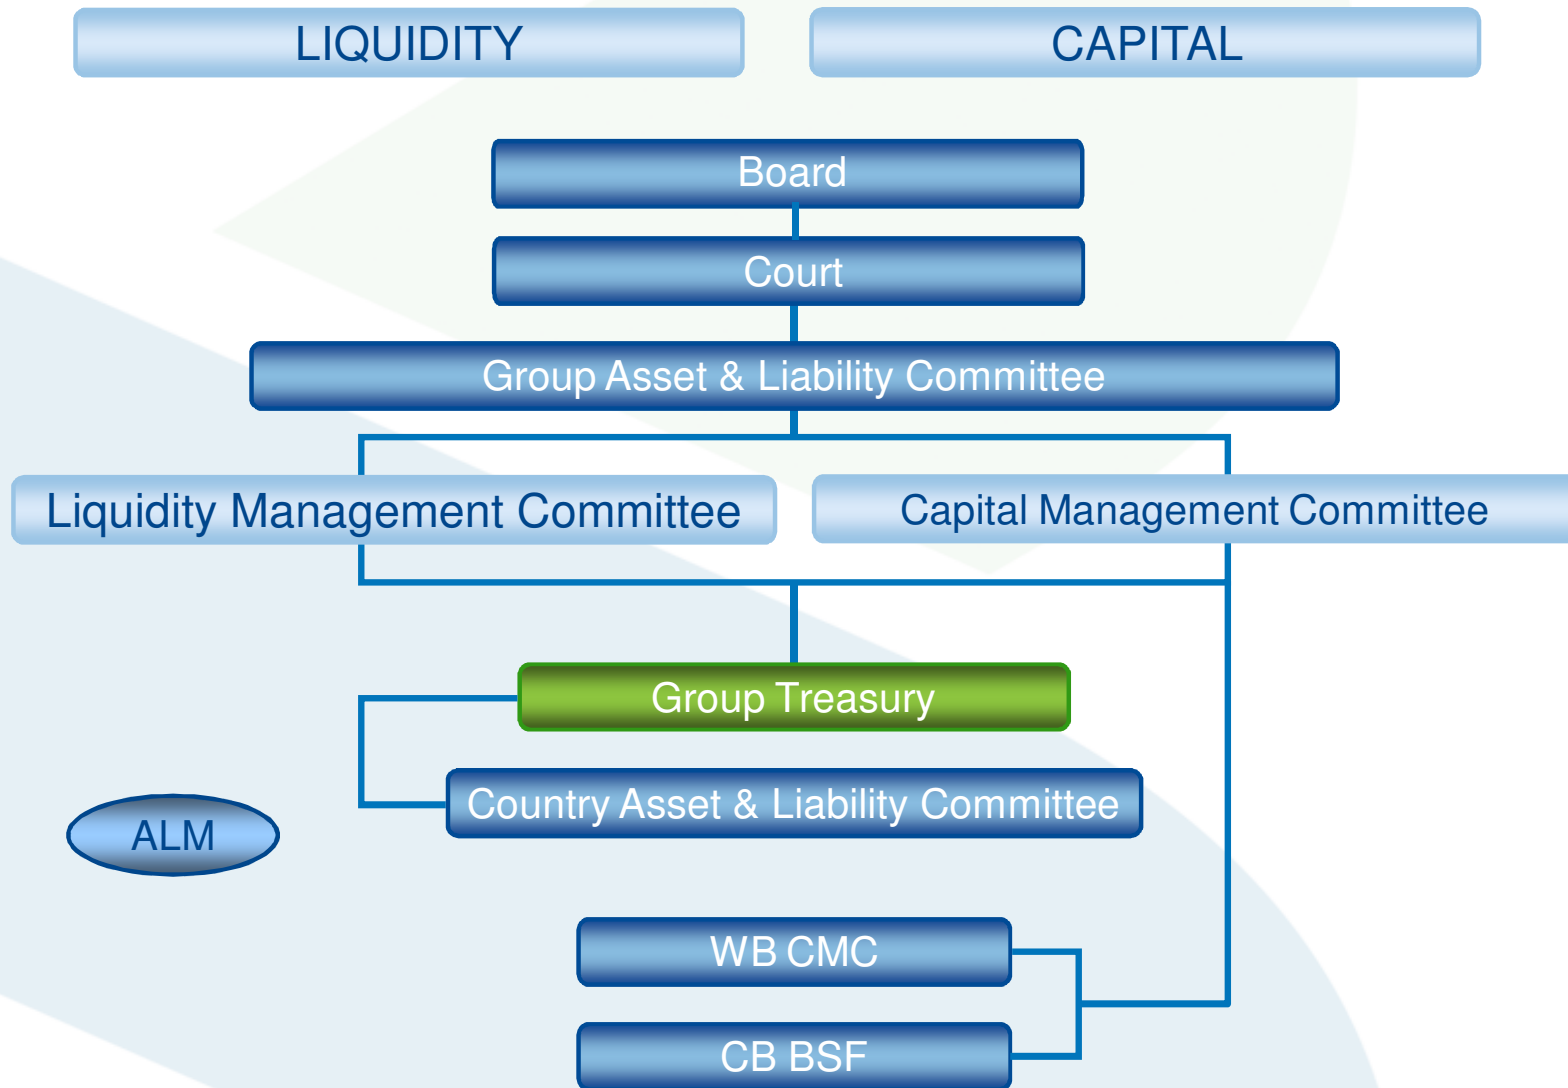 LIQUIDITY
CAPITAL
Board
Court
Group Asset & Liability Committee
Liquidity Management Committee
Capital Management Committee
Group Treasury
Country Asset & Liability Committee
ALM
WB CMC
CB BSF